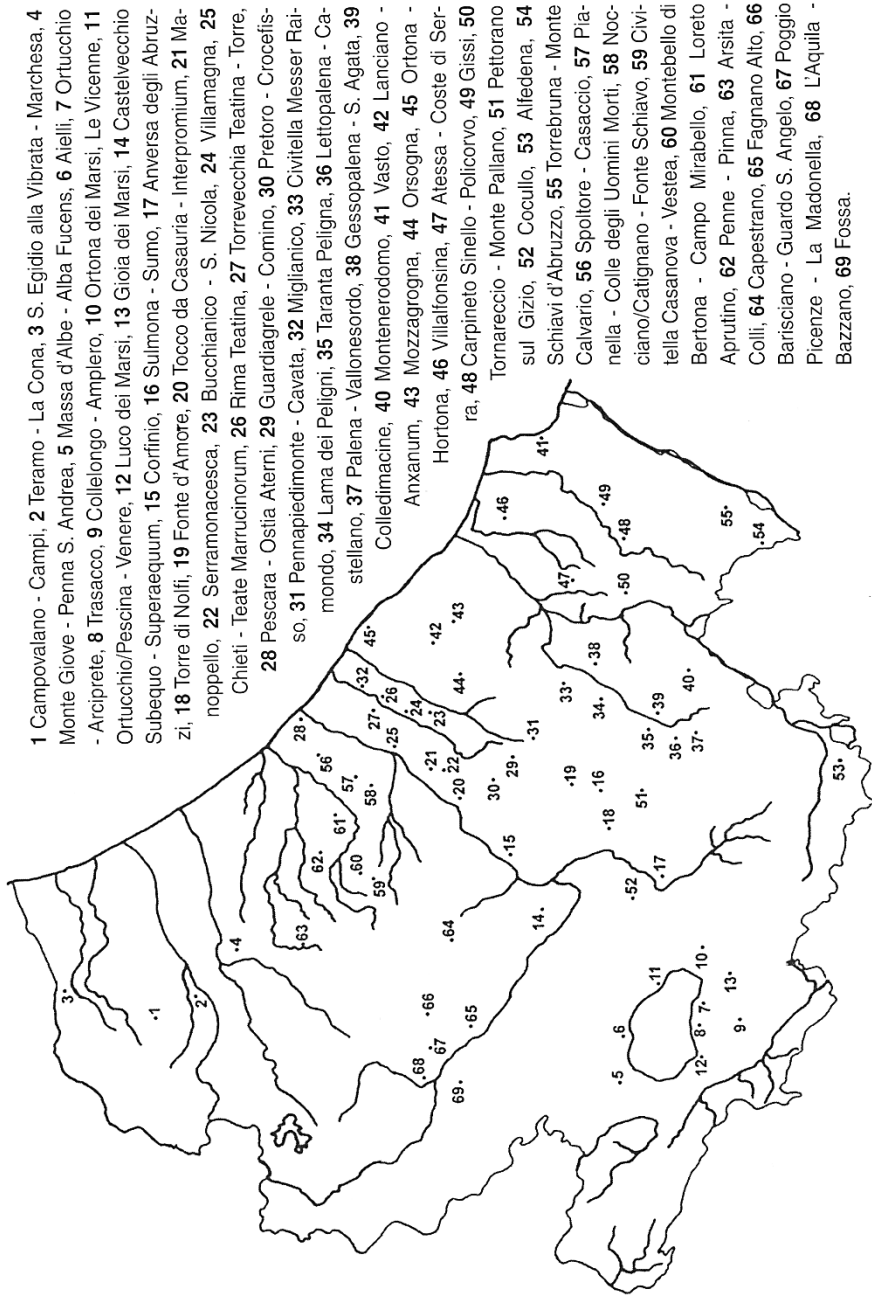 1 Campovalano - Campi, 2 Teramo - La Cona, 3 S. Egidio alla Vibrata - Marchesa, 4
Monte Giove - Penna S. Andrea, 5 Massa d'Albe - Alba Fucens, 6 Aielli, 7 Ortucchio
- Arciprete, 8 Trasacco, 9 Collelongo - Amplero, 10 Ortona dei Marsi, Le Vicenne, 11
Ortucchio/Pescina - Venere, 12 Luco dei Marsi, 13 Gioia dei Marsi, 14 Castelvecchio
Subequo - Superaequum, 15 Corfinio, 16 Sulmona - Sumo, 17 Anversa degli Abruz-
zi, 18 Torre di Nolfi, 19 Fonte d'Amore, 20 Tocco da Casauria - Interpromium, 21 Ma-
noppello, 22 Serramonacesca, 23 Bucchianico - S. Nicola, 24 Villamagna, 25
Chieti - Teate Marrucinorum, 26 Rima Teatina, 27 Torrevecchia Teatina - Torre,
28 Pescara - Ostia Aterni, 29 Guardiagrele - Comino, 30 Pretoro - Crocefis-
so, 31 Pennapiedimonte - Cavata, 32 Miglianico, 33 Civitella Messer Rai-
mondo, 34 Lama dei Peligni, 35 Taranta Peligna, 36 Lettopalena - Ca-
stellano, 37 Palena - Vallonesordo, 38 Gessopalena - S. Agata, 39
Colledimacine, 40 Montenerodomo, 41 Vasto, 42 Lanciano -
Anxanum, 43 Mozzagrogna, 44 Orsogna, 45 Ortona -
Hortona, 46 Villalfonsina, 47 Atessa - Coste di Ser-
ra, 48 Carpineto Sinello - Policorvo, 49 Gissi, 50
Tornareccio - Monte Pallano, 51 Pettorano
sul Gizio, 52 Cocullo, 53 Alfedena, 54
Schiavi d'Abruzzo, 55 Torrebruna - Monte
Calvario, 56 Spoltore - Casaccio, 57 Pia-
nella - Colle degli Uomini Morti, 58 Noc-
ciano/Catignano - Fonte Schiavo, 59 Civi-
tella Casanova - Vestea, 60 Montebello di
Bertona - Campo Mirabello, 61 Loreto
Aprutino, 62 Penne - Pinna, 63 Arsita -
Colli, 64 Capestrano, 65 Fagnano Alto, 66
Barisciano - Guardo S. Angelo, 67 Poggio
Picenze - La Madonella, 68 L'Aquila -
Bazzano, 69 Fossa.
3
1
2
4
63
28
62
56
61
57
60
32
58
45
27
59
26
25
24
68
66
21
67
23
42
64
22
43
69
20
44
65
30
46
15
29
31
14
41
33
47
19
38
16
34
49
18
5
6
48
50
52
51
35
11
39
17
36
40
37
12
8
7
10
55
13
9
54
53